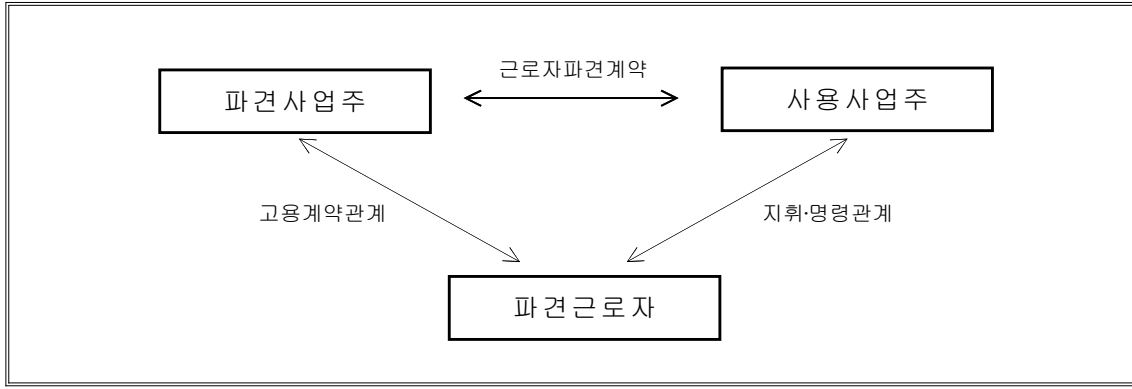 근로자파견계약
파견사업주
사용사업주
고용계약관계
지휘·명령관계
파견근로자